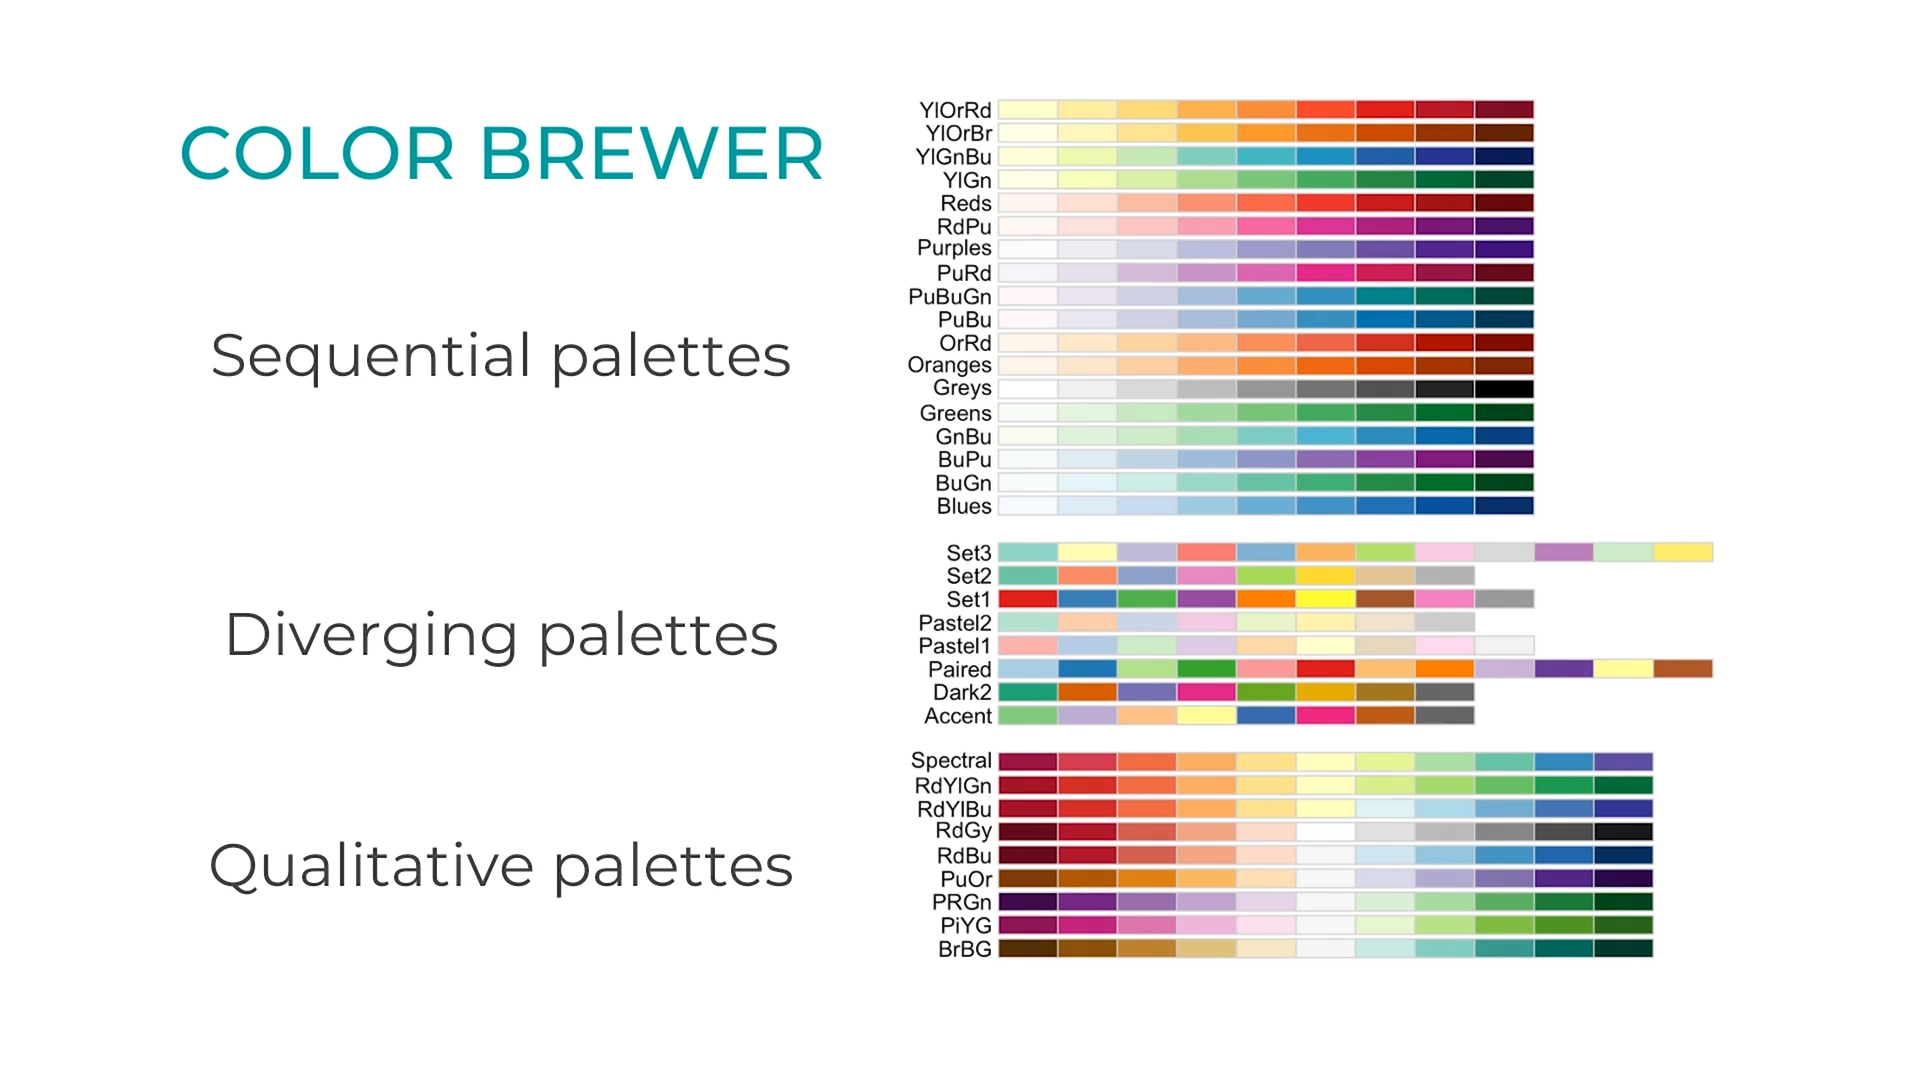 COLOR BREWER
Sequential palettes
Diverging palettes
Qualitative palettes
YlOrRd
YlOrBr
YlGnBu
YlGn
Reds
RdPu
Purples
PuRd
PuBuGn
PuBu
OrRd
Oranges
Greys
Greens
GnBu
BuPu
BuGn
Blues
Set3
Set2
Set1
Pastel2
Pastel1
Paired
Dark2
Accent
Spectral
RdYlGn
RdYlBu
RdGy
RdBu
PuOr
PRGn
PiYG
BrBG